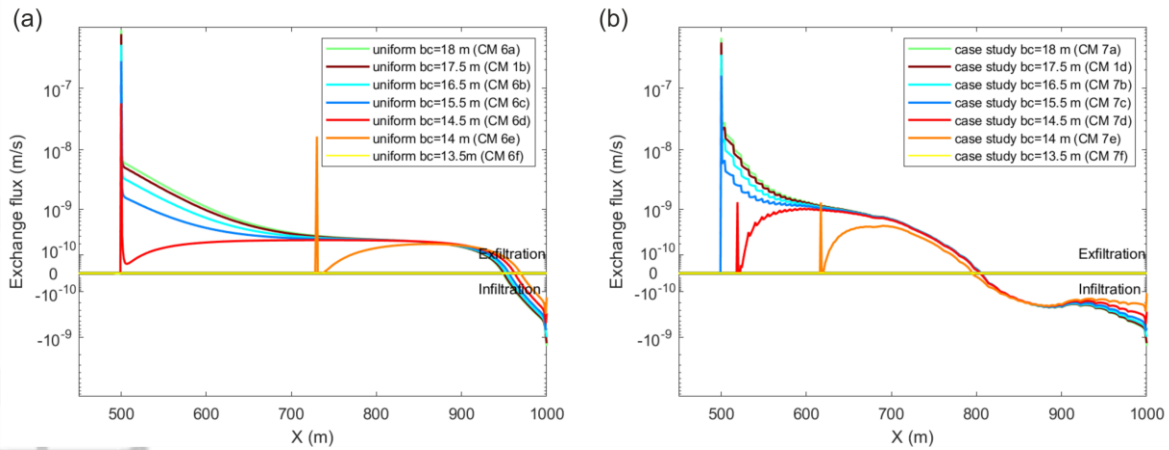 (a)
Exchange flux (m/s)
10^-7
10^-8
10^-9
10^-10
0
-10^-10
-10^-9
uniform bc=18 m (CM 6a)
uniform bc=17.5 m (CM 1b)
uniform bc=16.5 m (CM 6b)
uniform bc=15.5 m (CM 6c)
uniform bc=14.5 m (CM 6d)
uniform bc=14 m (CM 6e)
uniform bc=13.5m (CM 6f)
Exfiltration
Infiltration
500 600 700 800 900 1000
X (m)
(b)
Exchange flux (m/s)
10^-7
10^-8
10^-9
10^-10
0
-10^-10
-10^-9
case study bc=18 m (CM 7a)
case study bc=17.5 m (CM 1d)
case study bc=16.5 m (CM 7b)
case study bc=15.5 m (CM 7c)
case study bc=14.5 m (CM 7d)
case study bc=14 m (CM 7e)
case study bc=13.5 m (CM 7f)
Exfiltration
Infiltration
500 600 700 800 900 1000
X (m)